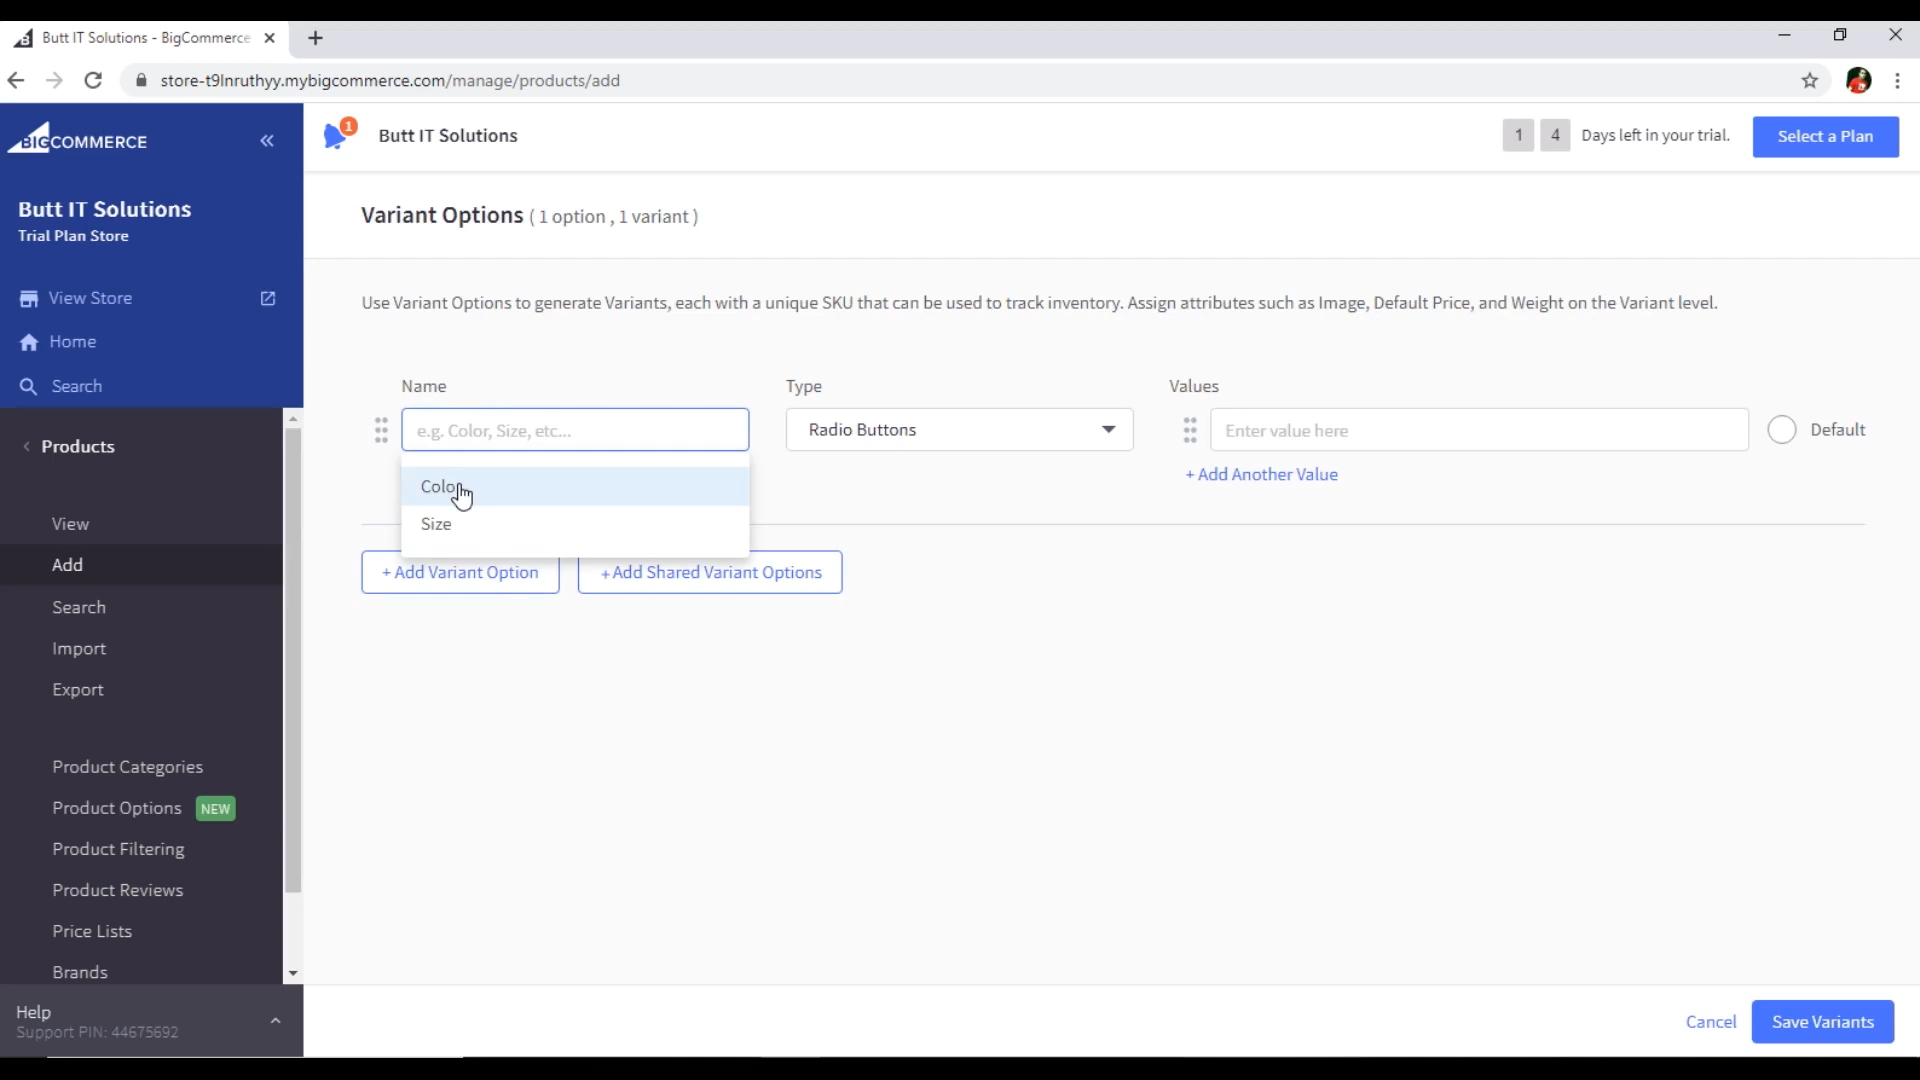 Butt IT Solutions - BigCommerce
store-t9lnruthyy.mybigcommerce.com/manage/products/add
BIGCOMMERCE
1
Butt IT Solutions
1 4 Days left in your trial.
Select a Plan
Butt IT Solutions
Trial Plan Store
View Store
Home
Search
Products
View
Add
Search
Import
Export
Product Categories
Product Options NEW
Product Filtering
Product Reviews
Price Lists
Brands
Help
Support PIN: 44675692
Variant Options ( 1 option , 1 variant )
Use Variant Options to generate Variants, each with a unique SKU that can be used to track inventory. Assign attributes such as Image, Default Price, and Weight on the Variant level.
Name Type Values
e.g. Color, Size, etc... Radio Buttons Enter value here Default
+ Add Another Value
Color
Size
+ Add Variant Option + Add Shared Variant Options
Cancel Save Variants